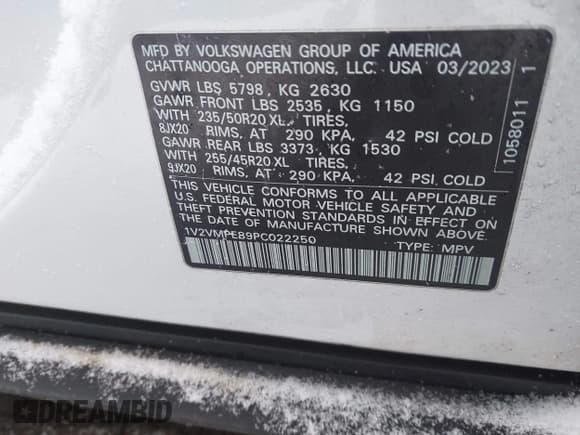 MFD BY VOLKSWAGEN GROUP OF AMERICA
CHATTANOOGA OPERATIONS, LLC. USA 03/2023
GVWR LBS 5798, KG 2630
GAWR FRONT LBS 2535, KG 1150
WITH 235/50R20 XL TIRES,
8JX20 RIMS, AT 290 KPA, 42 PSI COLD
GAWR REAR LBS 3373, KG 1530
WITH 255/45R20 XL TIRES,
9JX20 RIMS, AT 290 KPA, 42 PSI COLD
THIS VEHICLE CONFORMS TO ALL APPLICABLE
U.S. FEDERAL MOTOR VEHICLE SAFETY AND
THEFT PREVENTION STANDARDS IN EFFECT ON
THE DATE OF MANUFACTURE SHOWN ABOVE.
1V2VMPE89PC022250 TYPE: MPV
1058011 1
DREAMBID